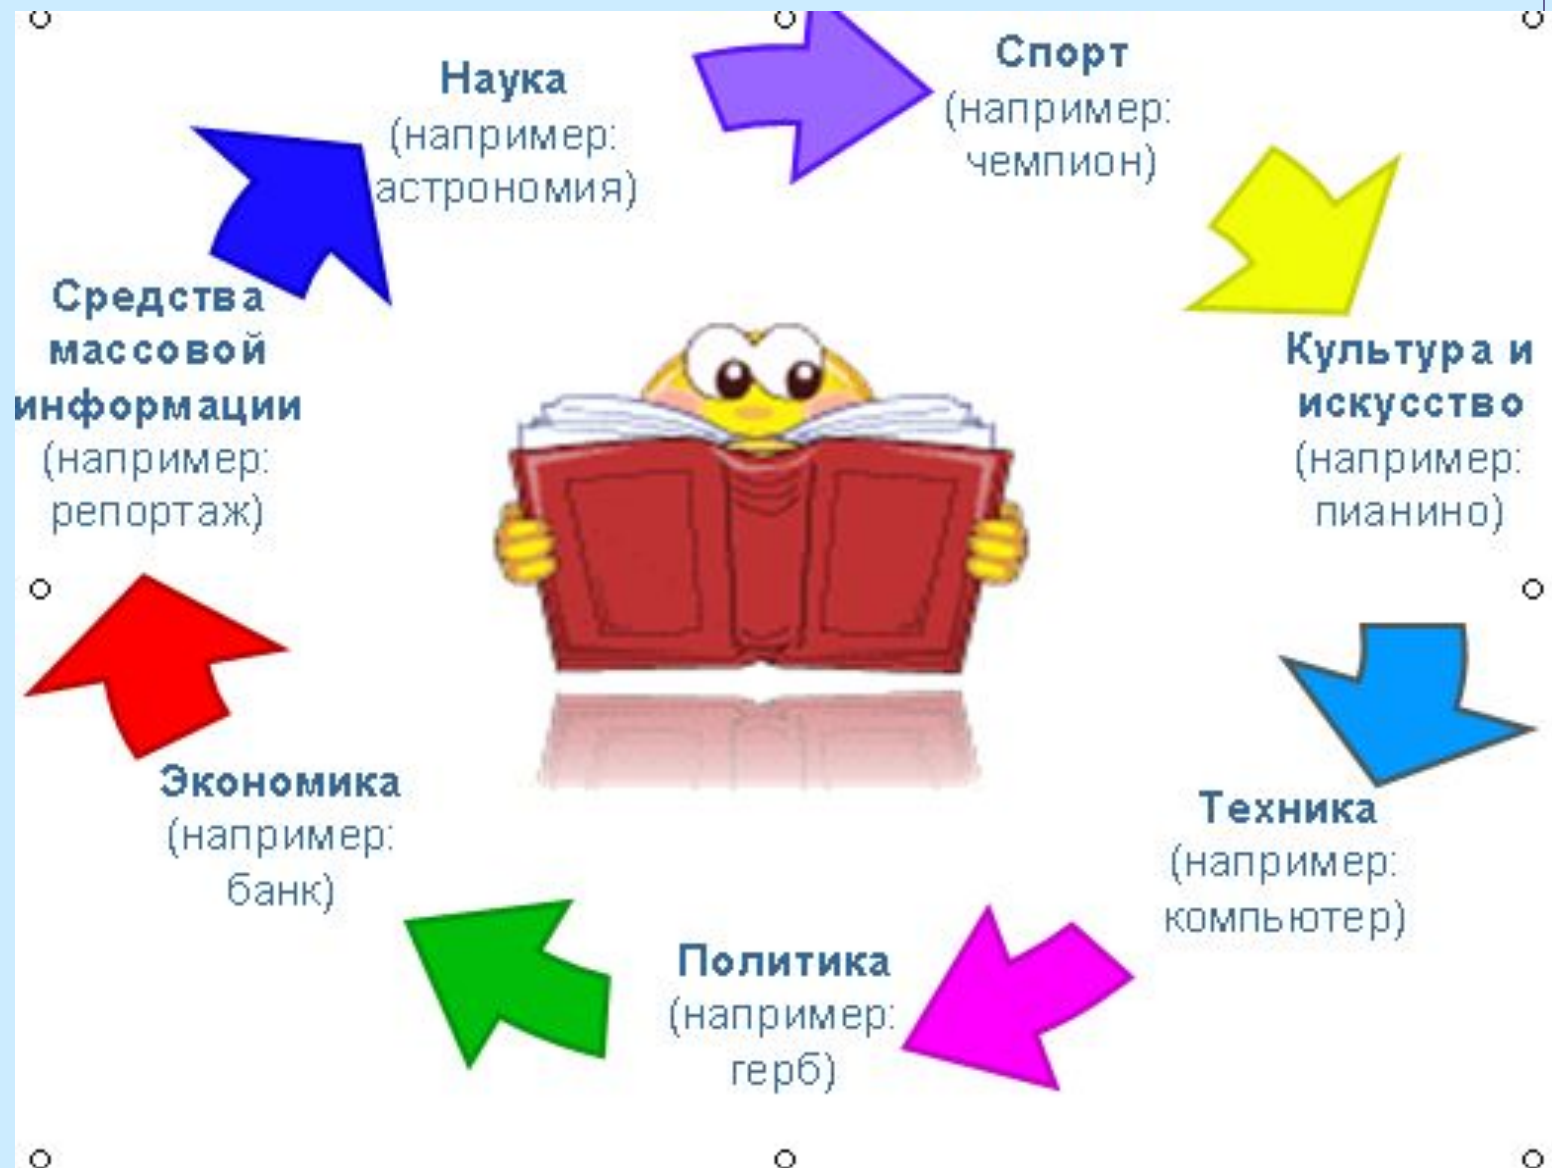 Наука
(например:
астрономия)
Спорт
(например:
чемпион)
Культура и
искусство
(например:
пианино)
Техника
(например:
компьютер)
Политика
(например:
герб)
Экономика
(например:
банк)
Средства
массовой
информации
(например:
репортаж)